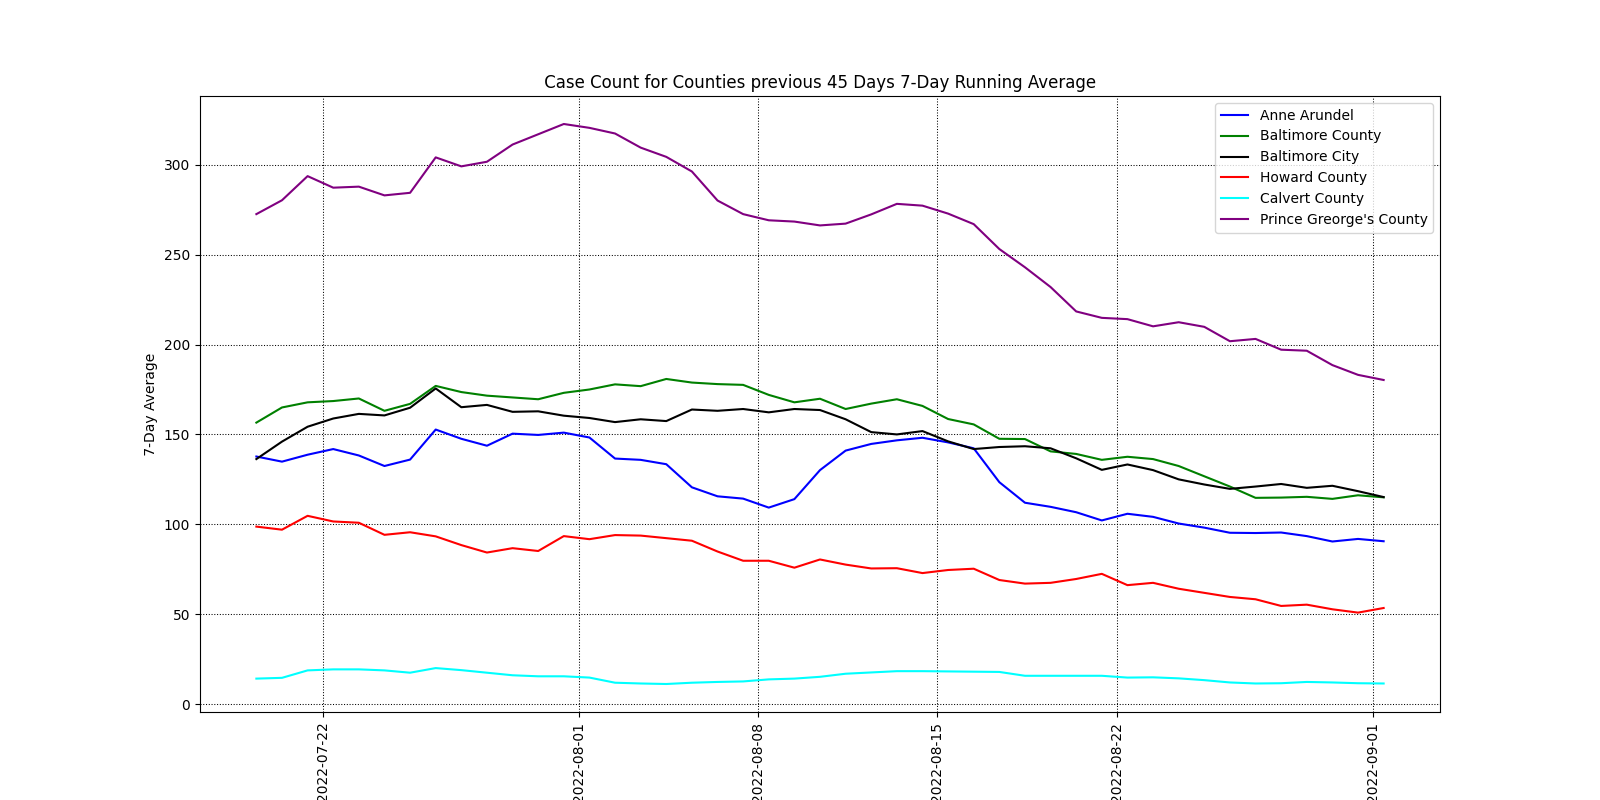 Case Count for Counties previous 45 Days 7-Day Running Average
Anne Arundel
Baltimore County
Baltimore City
Howard County
Calvert County
Prince Greorge's County
7-Day Average
300
250
200
150
100
50
0
2022-07-22
2022-08-01
2022-08-08
2022-08-15
2022-08-22
2022-09-01